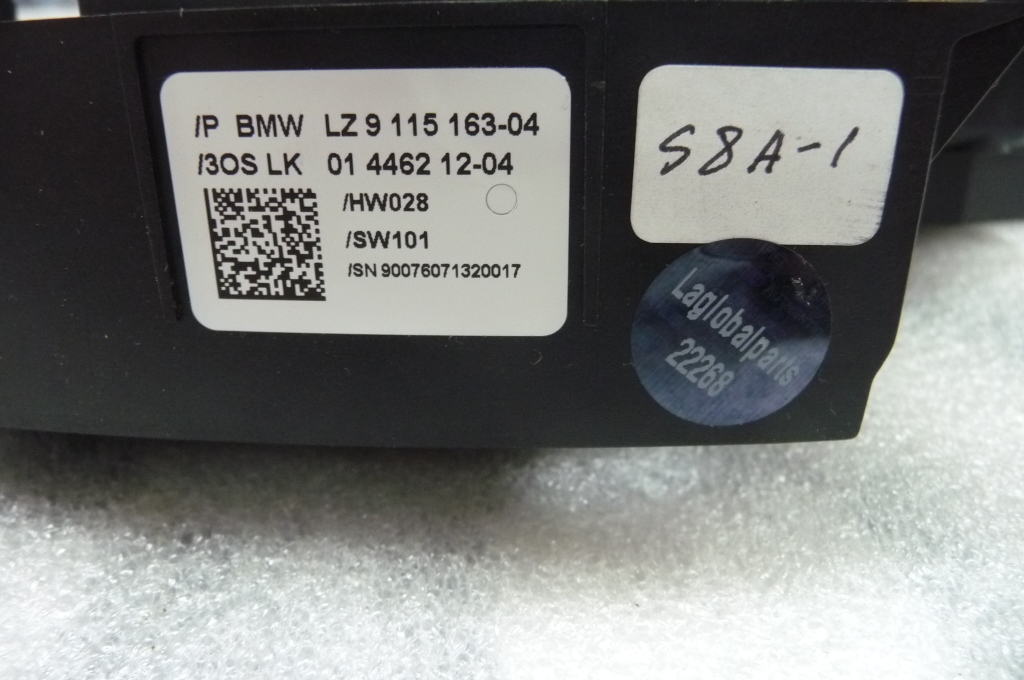 /P BMW LZ 9 115 163-04
/3OS LK 01 4462 12-04
/HW028
/SW101
/SN 90076071320017
S8A-1
Laglobalparts
22268